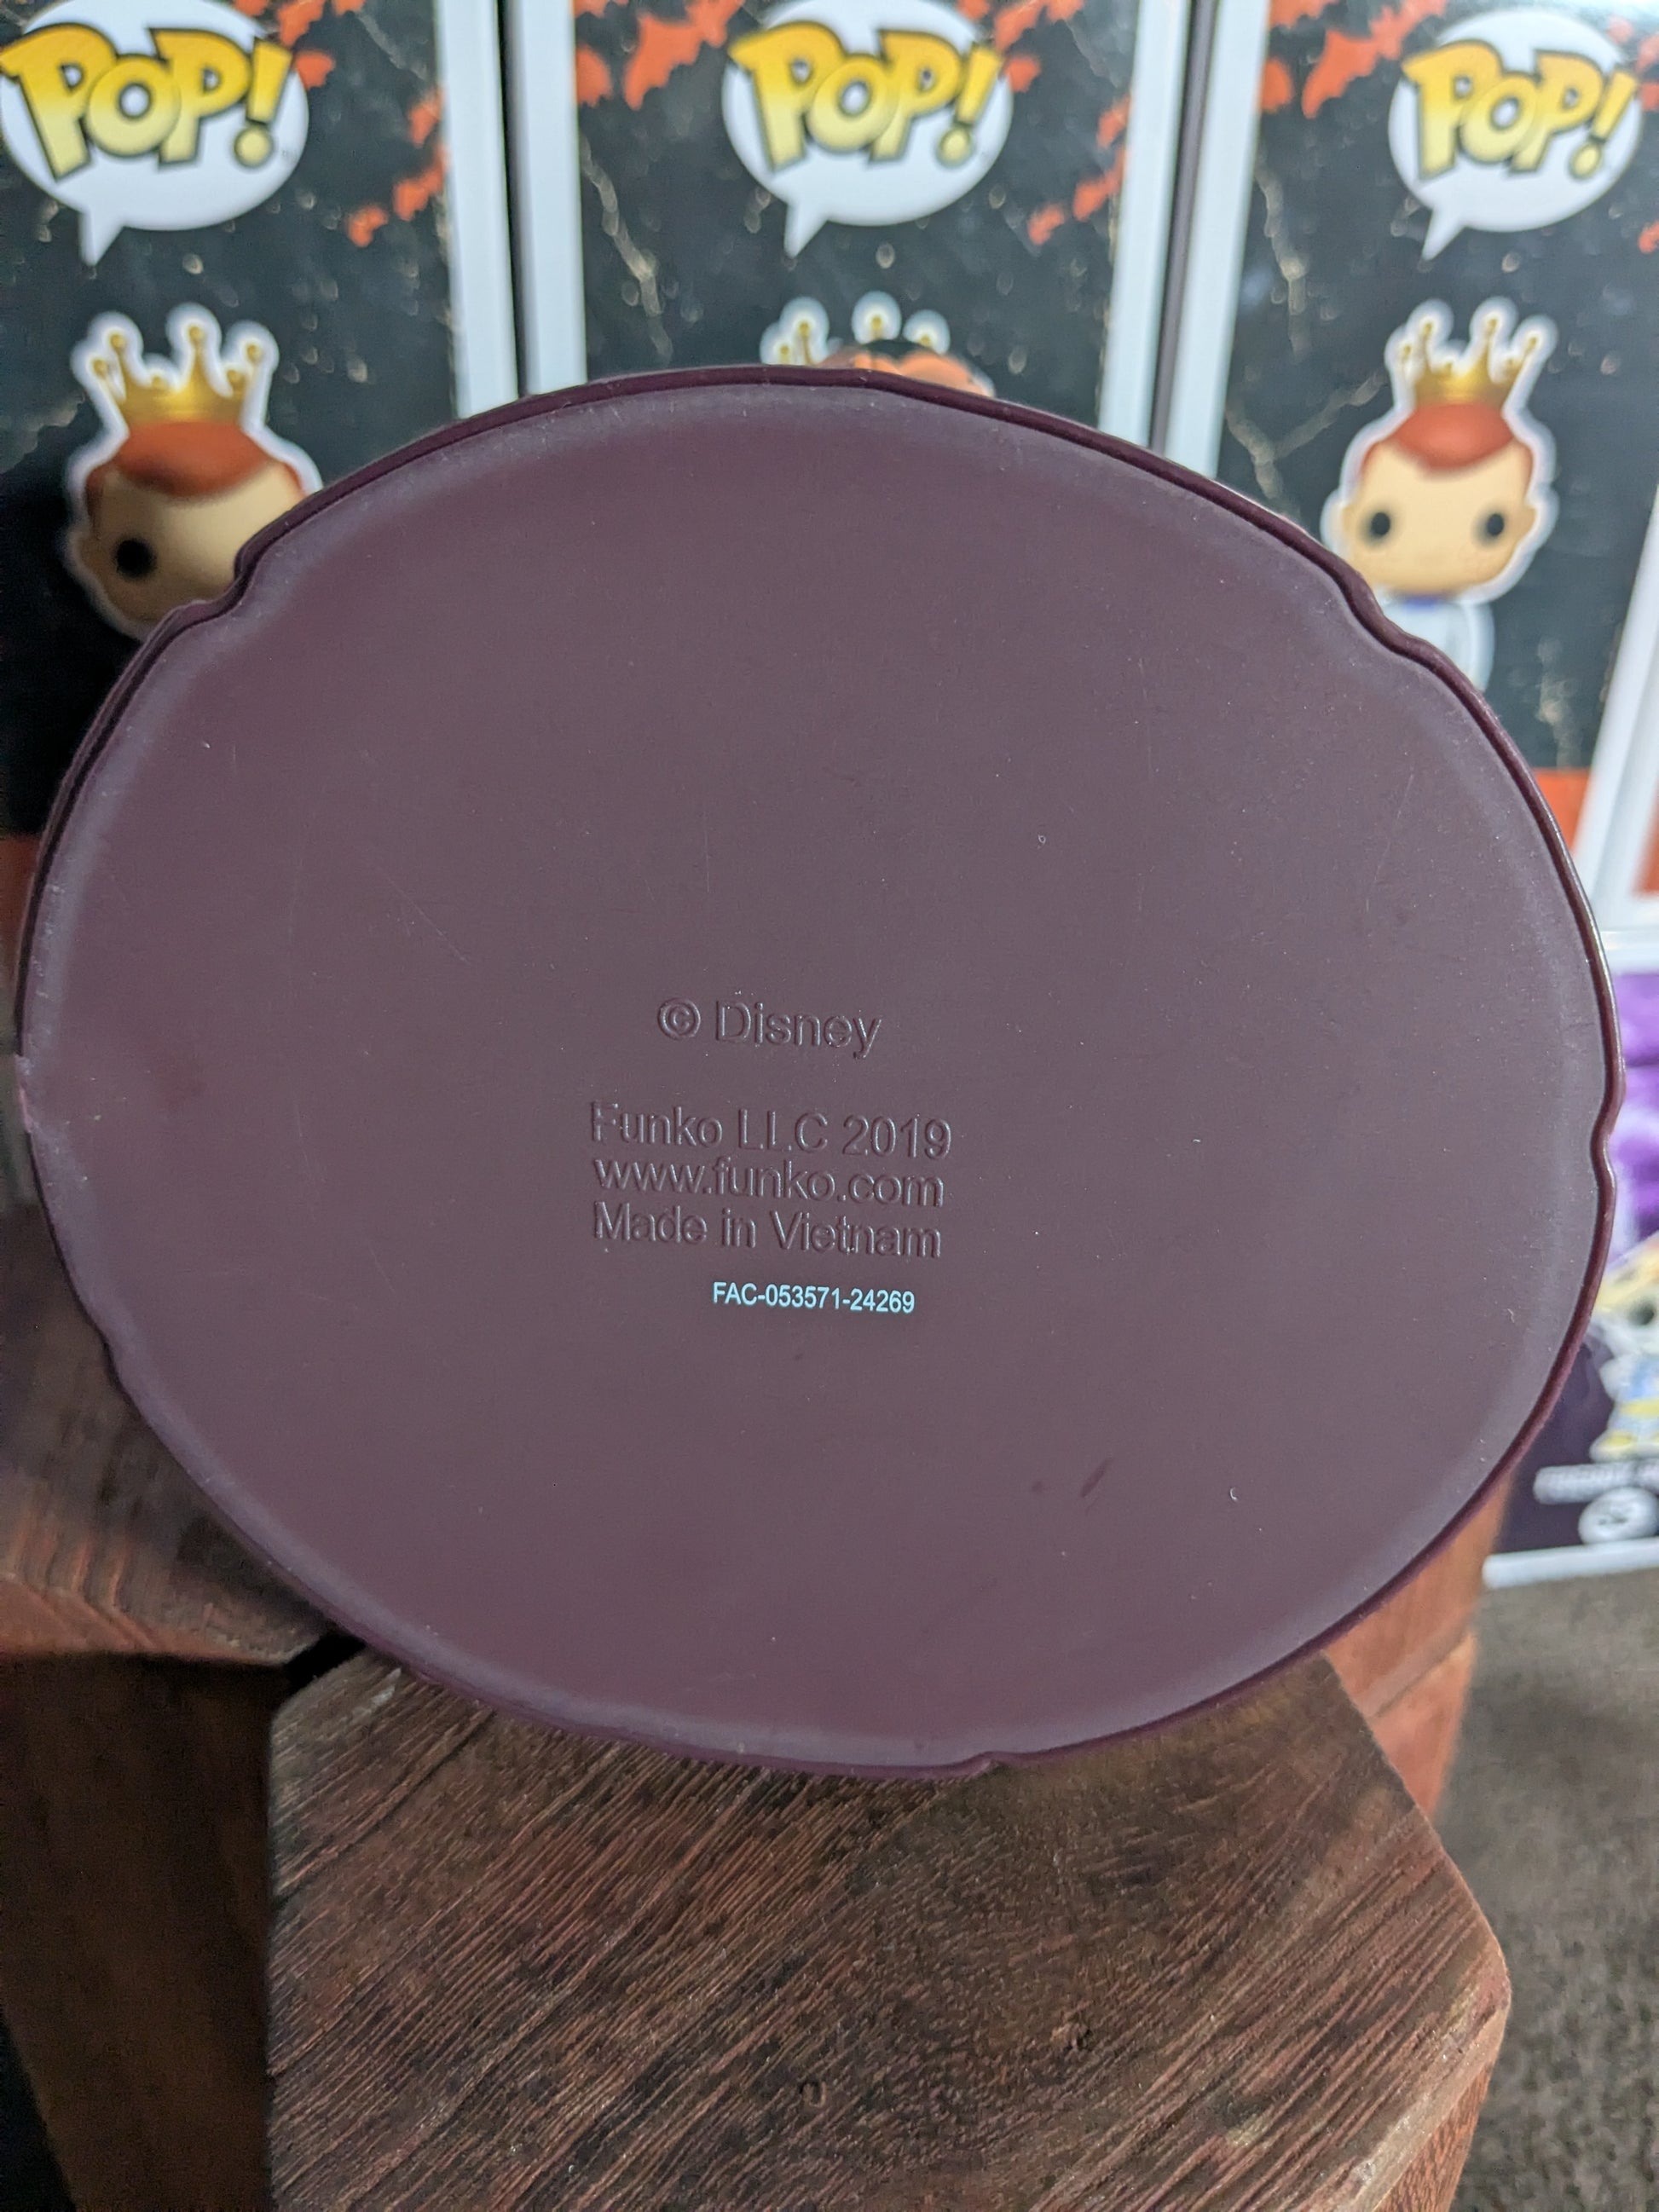 POP!
POP!
POP!
© Disney
Funko LLC 2019
www.funko.com
Made in Vietnam
FAC-053571-24269